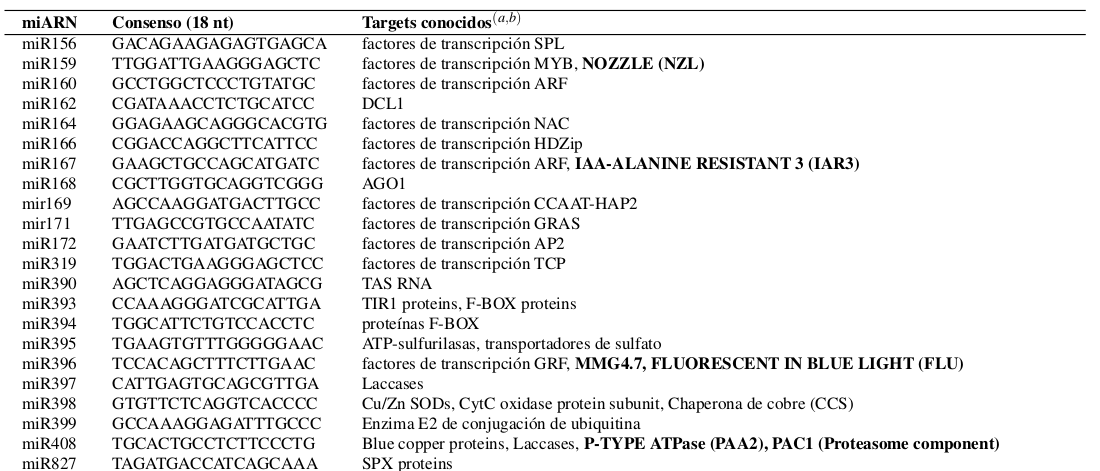 miARN Consenso (18 nt) Targets conocidos(a,b)
miR156 GACAGAAGAGAGTGAGCA factores de transcripción SPL
miR159 TTGGATTGAAGGGAGCTC factores de transcripción MYB, NOZZLE (NZL)
miR160 GCCTGGCTCCCTGTATGC factores de transcripción ARF
miR162 CGATAAACCTCTGCATCC DCL1
miR164 GGAGAAGCAGGGCACGTG factores de transcripción NAC
miR166 CGGACCAGGCTTCATTCC factores de transcripción HDZip
miR167 GAAGCTGCCAGCATGATC factores de transcripción ARF, IAA-ALANINE RESISTANT 3 (IAR3)
miR168 CGCTTGGTGCAGGTCGGG AGO1
mir169 AGCCAAGGATGACTTGCC factores de transcripción CCAAT-HAP2
mir171 TTGAGCCGTGCCAATATC factores de transcripción GRAS
miR172 GAATCTTGATGATGCTGC factores de transcripción AP2
miR319 TGGACTGAAGGGAGCTCC factores de transcripción TCP
miR390 AGCTCAGGAGGGATAGCG TAS RNA
miR393 CCAAAGGGATCGCATTGA TIR1 proteins, F-BOX proteins
miR394 TGGCATTCTGTCCACCTC proteínas F-BOX
miR395 TGAAGTGTTTGGGGGAAC ATP-sulfurilasas, transportadores de sulfato
miR396 TCCACAGCTTTCTTGAAC factores de transcripción GRF, MMG4.7, FLUORESCENT IN BLUE LIGHT (FLU)
miR397 CATTGAGTGCAGCGTTGA Laccases
miR398 GTGTTCTCAGGTCACCCC Cu/Zn SODs, CytC oxidase protein subunit, Chaperona de cobre (CCS)
miR399 GCCAAAGGAGATTTGCCC Enzima E2 de conjugación de ubiquitina
miR408 TGCACTGCCTCTTCCCTG Blue copper proteins, Laccases, P-TYPE ATPase (PAA2), PAC1 (Proteasome component)
miR827 TAGATGACCATCAGCAAA SPX proteins